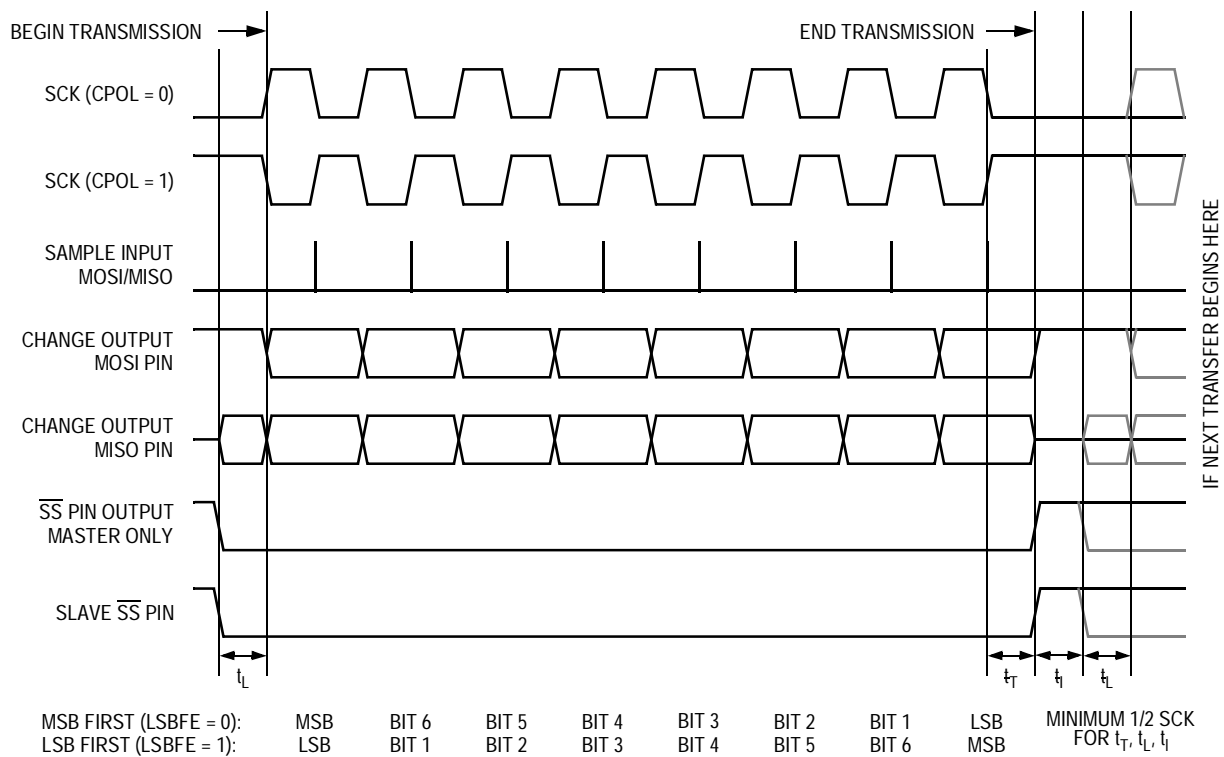 BEGIN TRANSMISSION
END TRANSMISSION
SCK (CPOL = 0)
SCK (CPOL = 1)
SAMPLE INPUT
MOSI/MISO
CHANGE OUTPUT
MOSI PIN
CHANGE OUTPUT
MISO PIN
SS PIN OUTPUT
MASTER ONLY
SLAVE SS PIN
IF NEXT TRANSFER BEGINS HERE
tL tT tI tL
MSB FIRST (LSBFE = 0): MSB BIT 6 BIT 5 BIT 4 BIT 3 BIT 2 BIT 1 LSB
LSB FIRST (LSBFE = 1): LSB BIT 1 BIT 2 BIT 3 BIT 4 BIT 5 BIT 6 MSB
MINIMUM 1/2 SCK
FOR tT, tL, tI